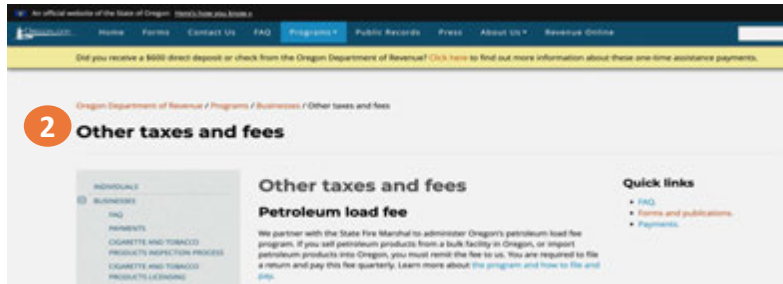 An official website of the State of Oregon Here's how you know »
Oregon.gov Home Forms Contact Us FAQ Programs Public Records Press About Us Revenue Online
Did you receive a $600 direct deposit or check from the Oregon Department of Revenue? Click here to find out more information about these one-time assistance payments.
Oregon Department of Revenue / Programs / Businesses / Other taxes and fees
2
Other taxes and fees
INDIVIDUALS
BUSINESSES
FAQ
PAYMENTS
CIGARETTE AND TOBACCO
PRODUCTS INSPECTION PROCESS
CIGARETTE AND TOBACCO
PRODUCTS LICENSING
Other taxes and fees
Petroleum load fee
We partner with the State Fire Marshal to administer Oregon's petroleum load fee
program. If you sell petroleum products from a bulk facility in Oregon, or import
petroleum products into Oregon, you must remit the fee to us. You are required to file
a return and pay this fee quarterly. Learn more about the program and how to file and
pay.
Quick links
FAQ.
Forms and publications.
Payments.